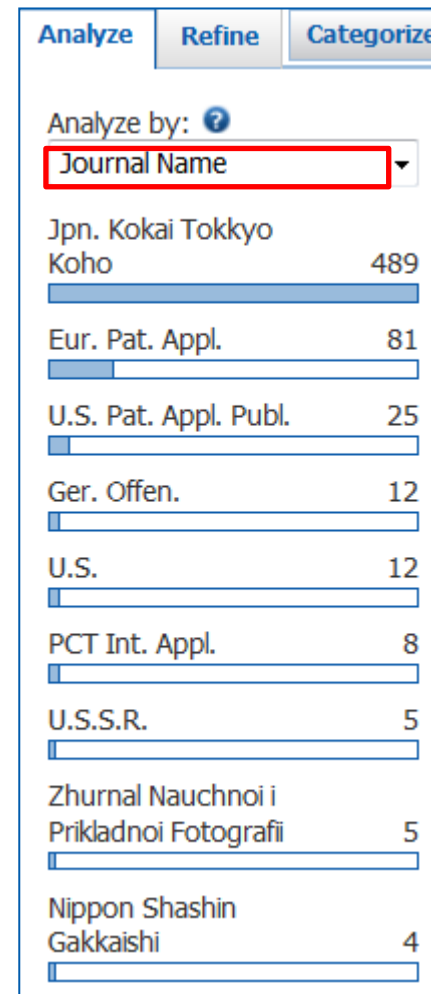 Analyze Refine Categorize
Analyze by: ?
Journal Name
Jpn. Kokai Tokkyo
Koho 489
Eur. Pat. Appl. 81
U.S. Pat. Appl. Publ. 25
Ger. Offen. 12
U.S. 12
PCT Int. Appl. 8
U.S.S.R. 5
Zhurnal Nauchnoi i
Prikladnoi Fotografii 5
Nippon Shashin
Gakkaishi 4